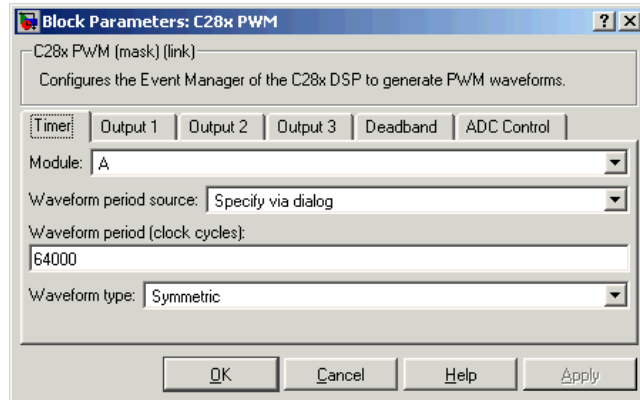 Block Parameters: C28x PWM
C28x PWM (mask) (link)
Configures the Event Manager of the C28x DSP to generate PWM waveforms.
Timer Output 1 Output 2 Output 3 Deadband ADC Control
Module: A
Waveform period source: Specify via dialog
Waveform period (clock cycles):
64000
Waveform type: Symmetric
OK Cancel Help Apply